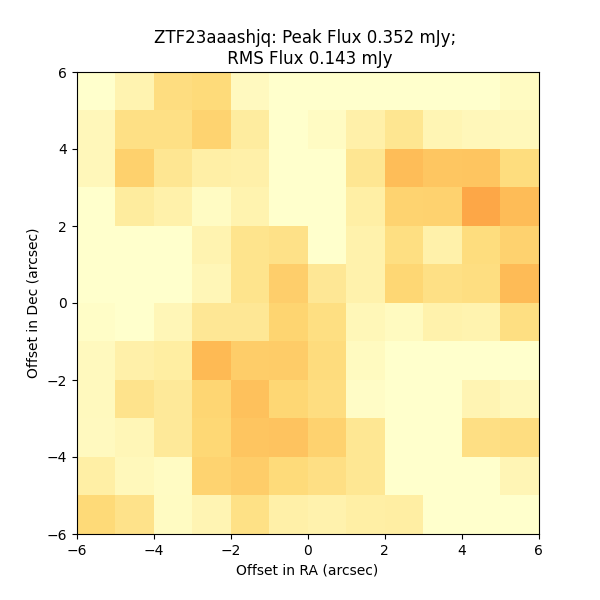 ZTF23aaashjq: Peak Flux 0.352 mJy;
RMS Flux 0.143 mJy
6
4
2
0
−2
−4
−6
Offset in Dec (arcsec)
−6 −4 −2 0 2 4 6
Offset in RA (arcsec)